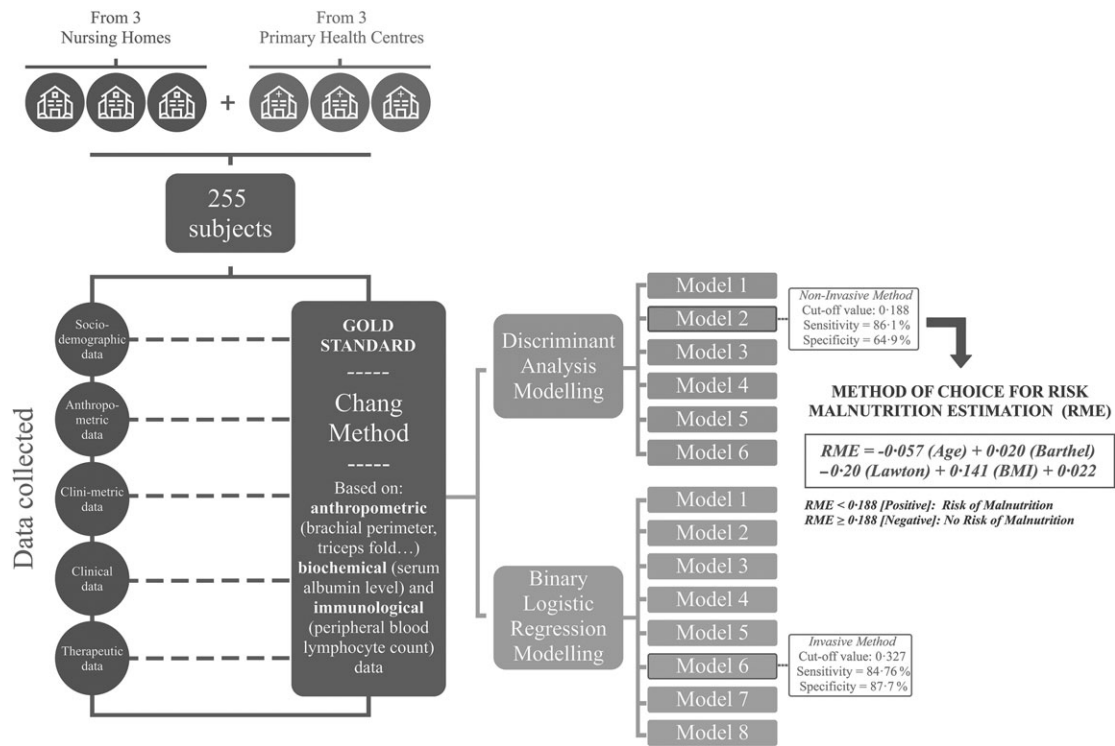 From 3
Nursing Homes
From 3
Primary Health Centres
+
255
subjects
Data collected
Socio-
demographic
data
Anthropo-
metric data
Clini-metric
data
Clinical
data
Therapeutic
data
GOLD
STANDARD
-----
Chang
Method
-----
Based on:
anthropometric
(brachial perimeter,
triceps fold…)
biochemical (serum
albumin level) and
immunological
(peripheral blood
lymphocyte count)
data
Discriminant
Analysis
Modelling
Model 1
Model 2
Model 3
Model 4
Model 5
Model 6
Non-Invasive Method
Cut-off value: 0·188
Sensitivity = 86·1 %
Specificity = 64·9 %
METHOD OF CHOICE FOR RISK
MALNUTRITION ESTIMATION (RME)
RME = -0·057 (Age) + 0·020 (Barthel)
−0·20 (Lawton) + 0·141 (BMI) + 0·022
RME < 0·188 [Positive]: Risk of Malnutrition
RME ≥ 0·188 [Negative]: No Risk of Malnutrition
Binary
Logistic
Regression
Modelling
Model 1
Model 2
Model 3
Model 4
Model 5
Model 6
Model 7
Model 8
Invasive Method
Cut-off value: 0·327
Sensitivity = 84·76 %
Specificity = 87·7 %